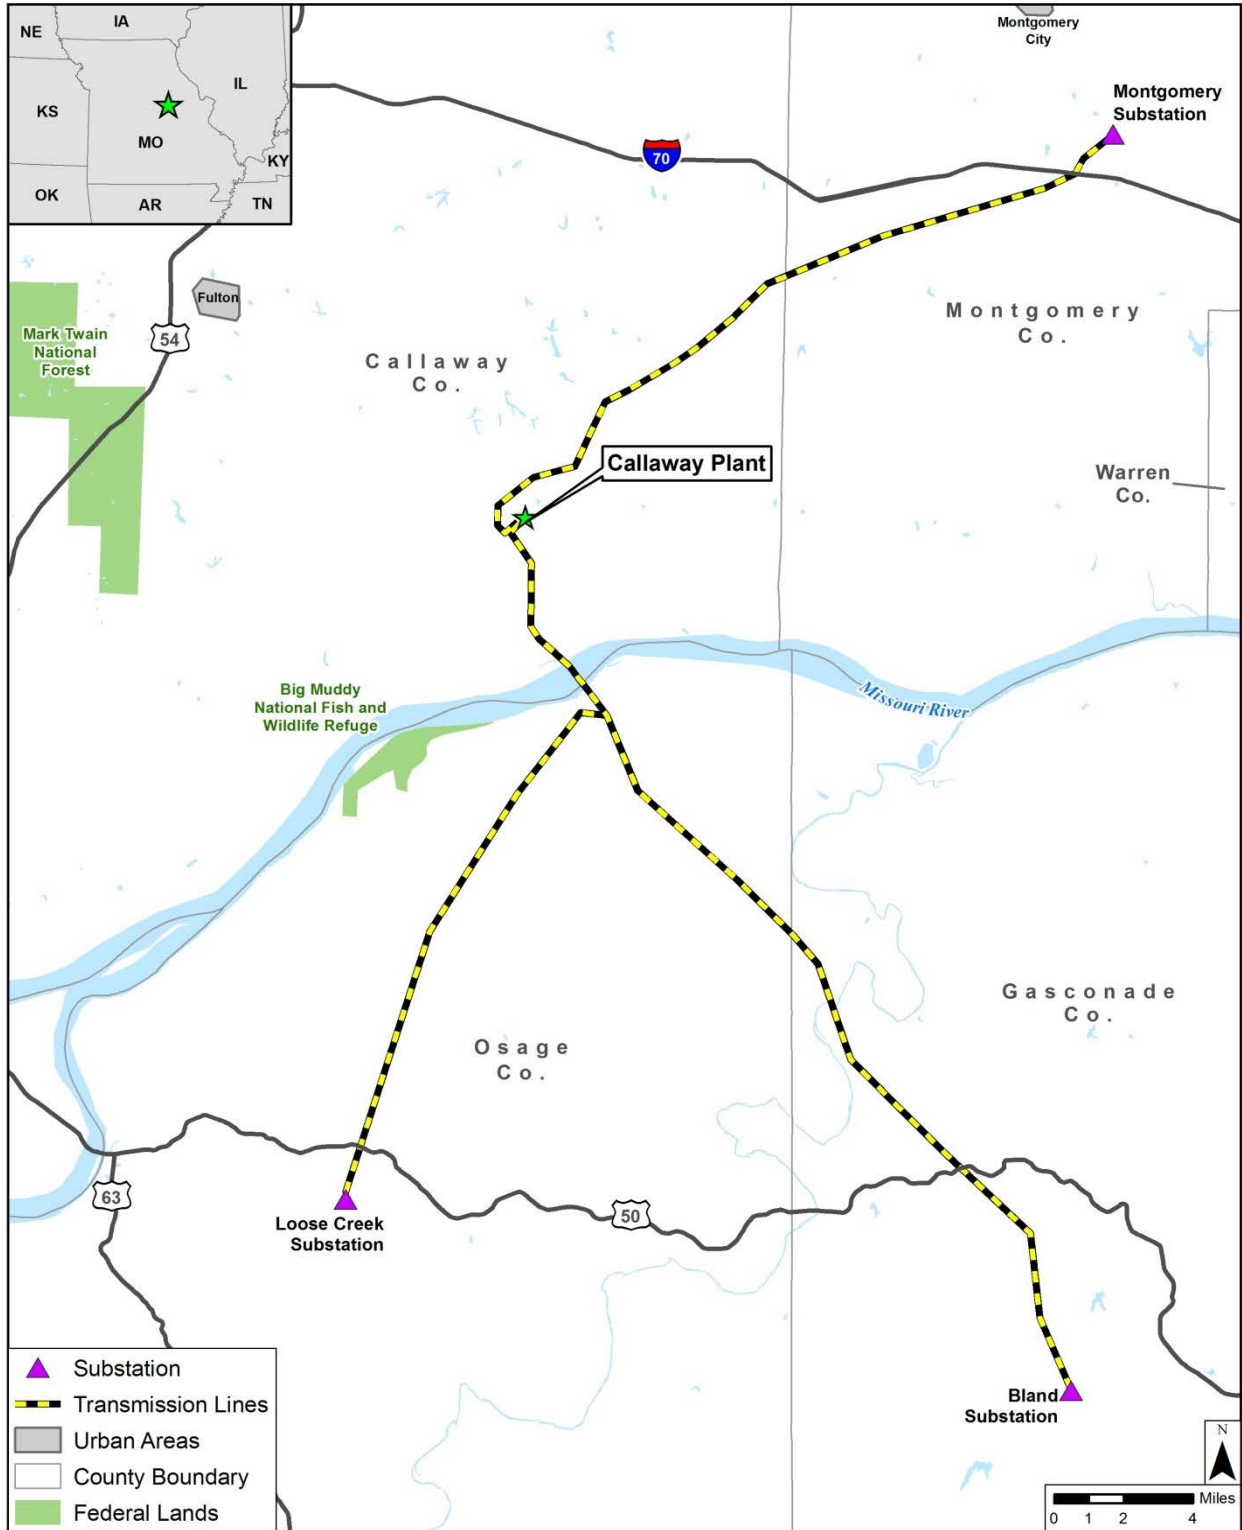 NE
IA
IL
KS
MO
KY
OK
AR
TN
Montgomery
City
Montgomery
Substation
70
Fulton
54
Mark Twain
National
Forest
Callaway
Co.
Montgomery
Co.
Callaway Plant
Warren
Co.
Big Muddy
National Fish and
Wildlife Refuge
Missouri River
Gasconade
Co.
Osage
Co.
63
Loose Creek
Substation
50
Bland
Substation
Substation
Transmission Lines
Urban Areas
County Boundary
Federal Lands
N
Miles
0 1 2 4